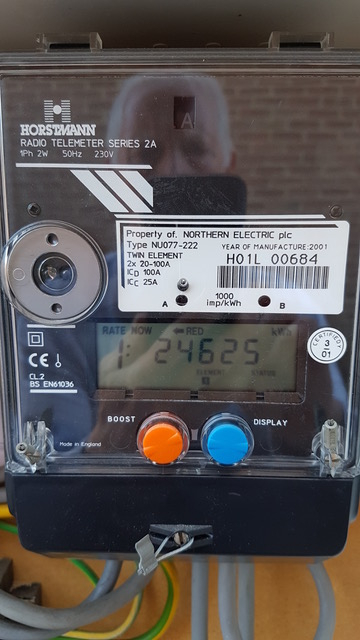 A
HORSTMANN
RADIO TELEMETER SERIES 2A
1Ph 2W 50Hz 230V
Property of. NORTHERN ELECTRIC plc
Type NU077-222 YEAR OF MANUFACTURE:2001
TWIN ELEMENT H01L 00684
2x 20-100A
ICD 100A
ICC 25A
1000
A imp/kWh B
RATE NOW RED kWh
1: 24625
ELEMENT STATUS
CERTIFIED
3
01
CE
CL.2
BS EN61036
BOOST DISPLAY
Made in England